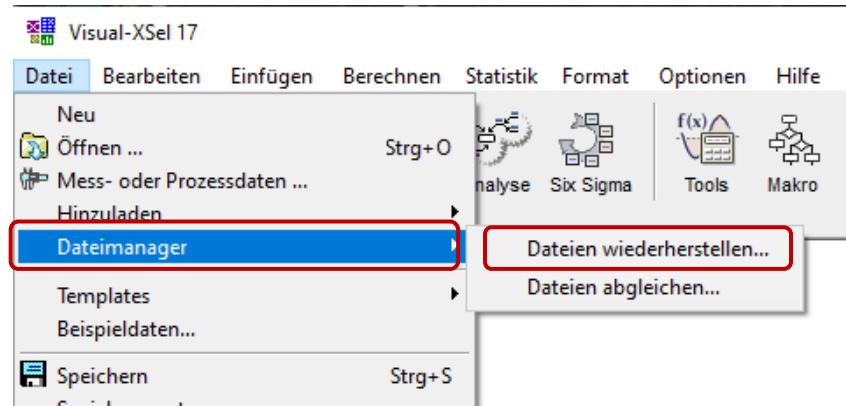 Visual-XSel 17
Datei Bearbeiten Einfügen Berechnen Statistik Format Optionen Hilfe
Neu
Öffnen ... Strg+O
Mess- oder Prozessdaten ...
Hinzuladen
Dateimanager
Templates
Beispieldaten...
Speichern Strg+S
nalyse Six Sigma Tools Makro
f(x)
Dateien wiederherstellen...
Dateien abgleichen...